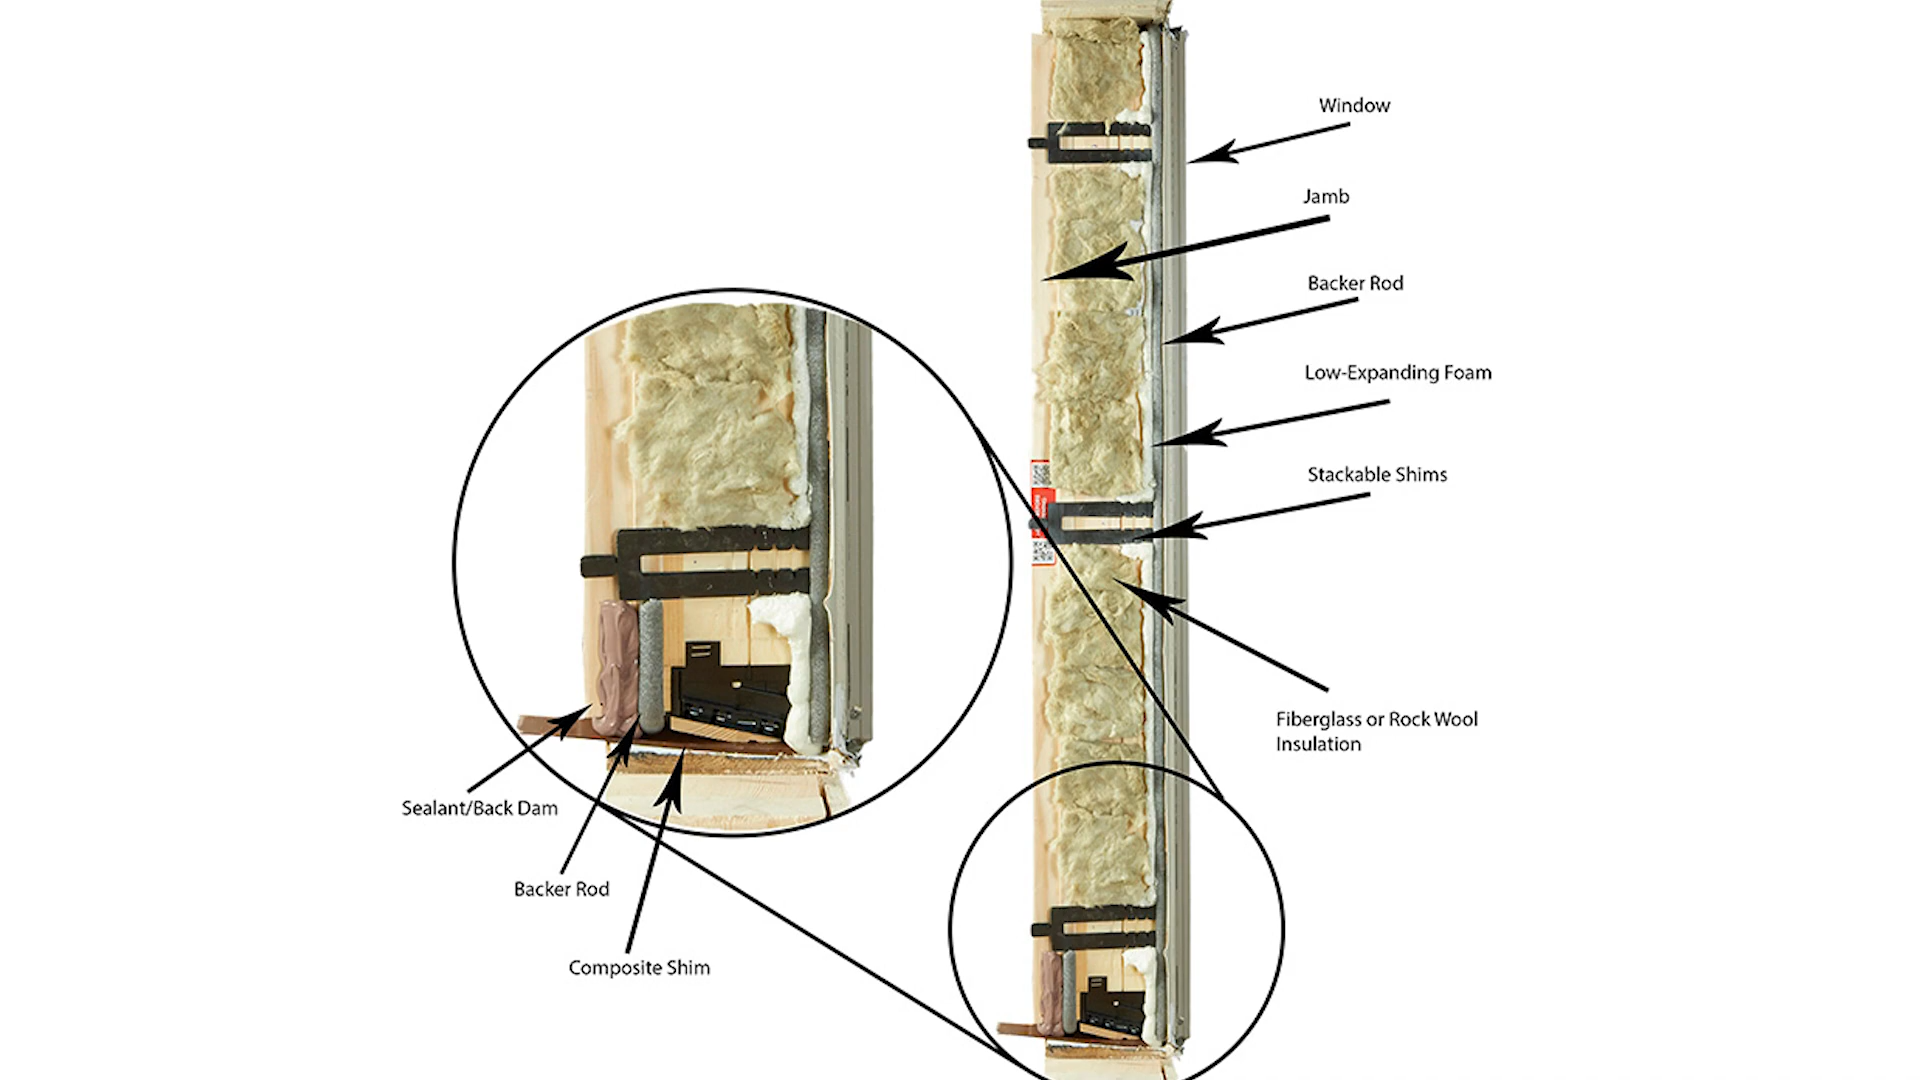 Window
Jamb
Backer Rod
Low-Expanding Foam
Stackable Shims
Fiberglass or Rock Wool
Insulation
Sealant/Back Dam
Backer Rod
Composite Shim